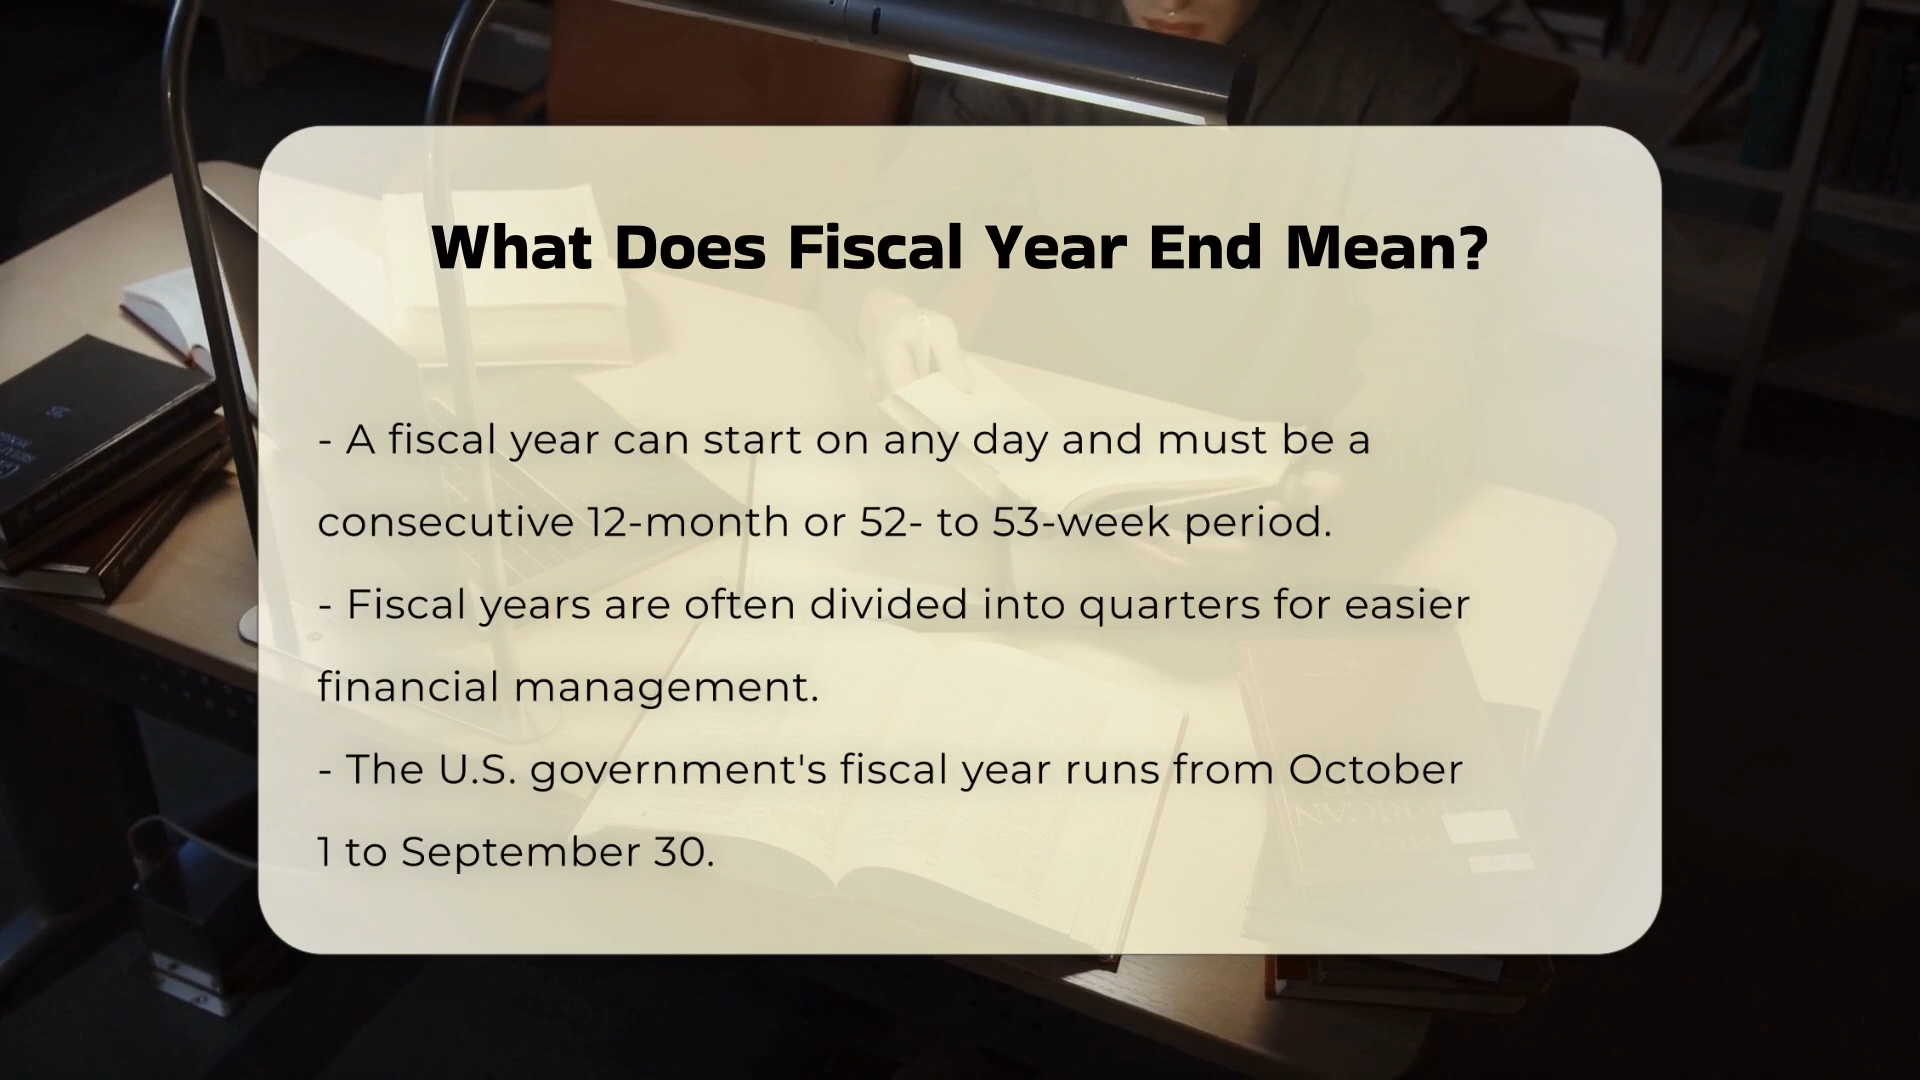 What Does Fiscal Year End Mean?
- A fiscal year can start on any day and must be a
consecutive 12-month or 52- to 53-week period.
- Fiscal years are often divided into quarters for easier
financial management.
- The U.S. government's fiscal year runs from October
1 to September 30.